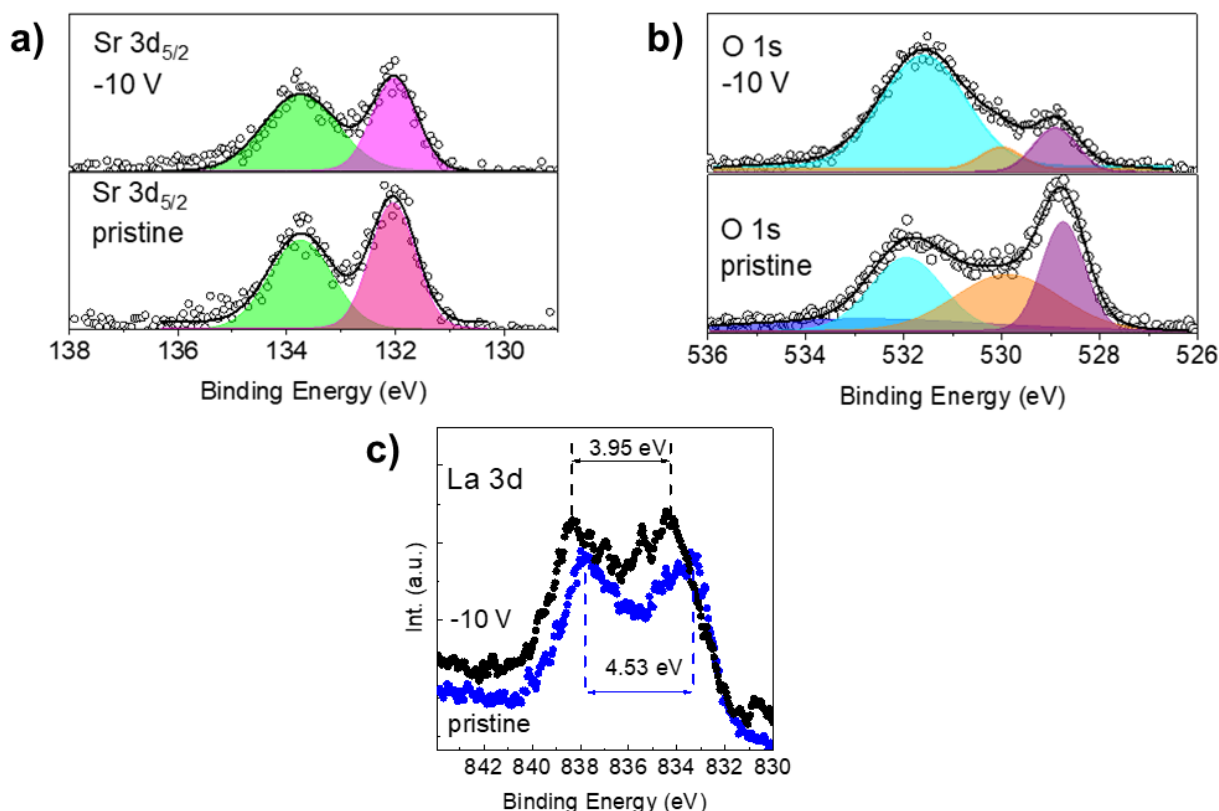 a)
Sr 3d5/2
-10 V
Sr 3d5/2
pristine
138 136 134 132 130
Binding Energy (eV)
b)
O 1s
-10 V
O 1s
pristine
536 534 532 530 528 526
Binding Energy (eV)
c)
La 3d
3.95 eV
Int. (a.u.)
-10 V
4.53 eV
pristine
842 840 838 836 834 832 830
Binding Energy (eV)